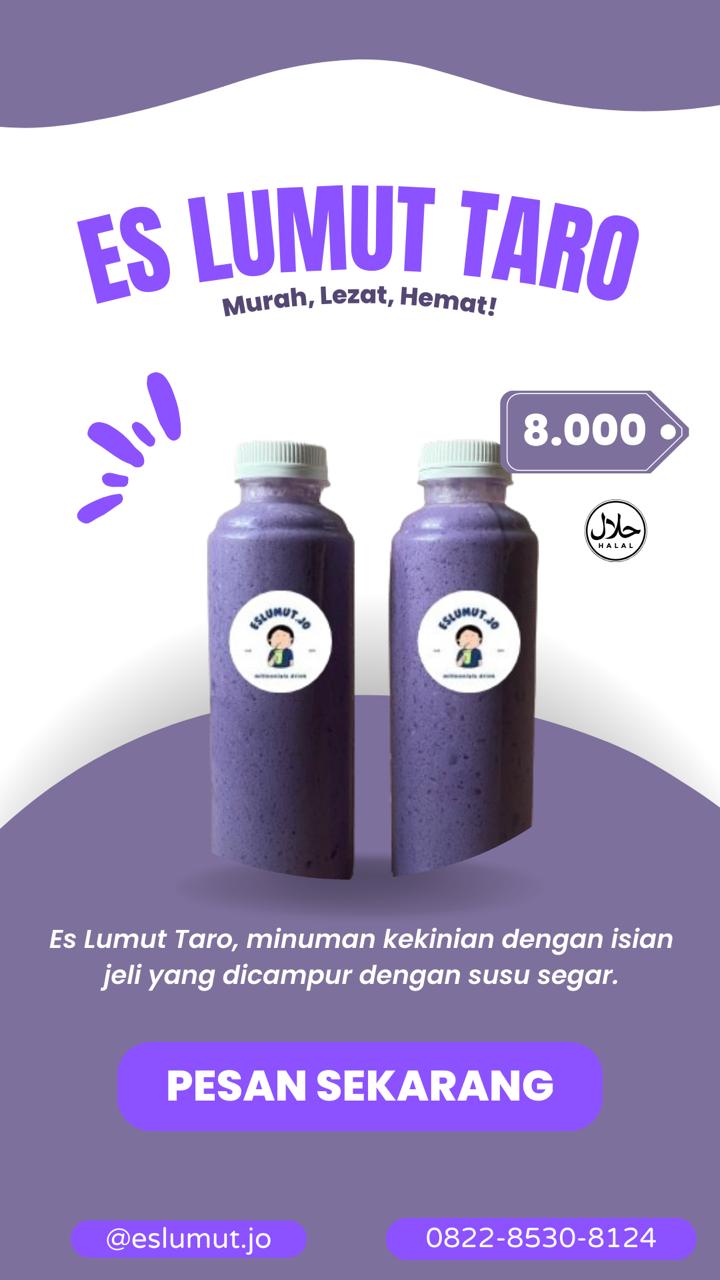 ES LUMUT TARO
Murah, Lezat, Hemat!
8.000
حلال
HALAL
ESLUMUT.JO
ESLUMUT.JO
Es Lumut Taro, minuman kekinian dengan isian
jeli yang dicampur dengan susu segar.
PESAN SEKARANG
@eslumut.jo
0822-8530-8124